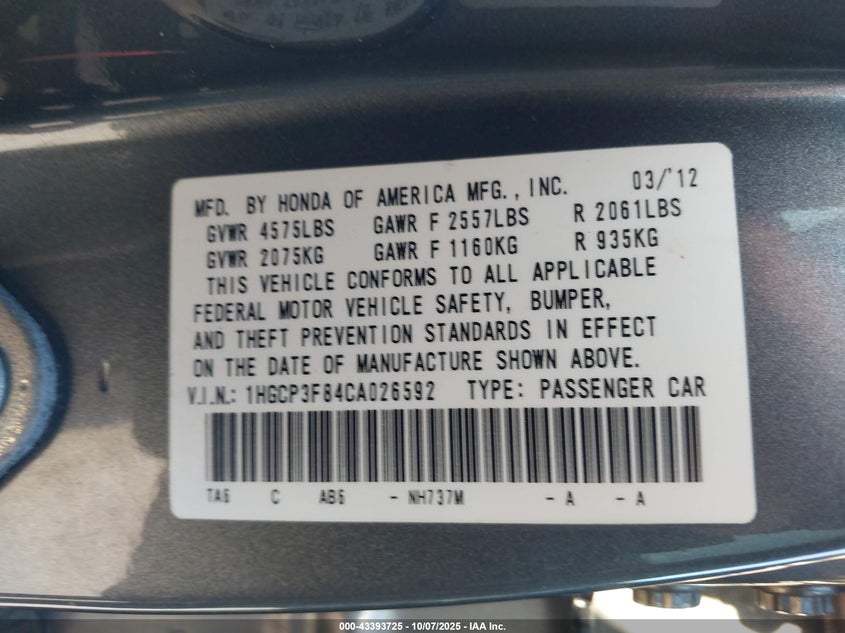 MFD. BY HONDA OF AMERICA MFG., INC. 03/'12
GVWR 4575LBS GAWR F 2557LBS R 2061LBS
GVWR 2075KG GAWR F 1160KG R 935KG
THIS VEHICLE CONFORMS TO ALL APPLICABLE
FEDERAL MOTOR VEHICLE SAFETY, BUMPER,
AND THEFT PREVENTION STANDARDS IN EFFECT
ON THE DATE OF MANUFACTURE SHOWN ABOVE.
V.I.N.: 1HGCP3F84CA026592 TYPE: PASSENGER CAR
TA6 C AB6 - NH737M - A - A
000-43393725 - 10/07/2025 - IAA Inc.